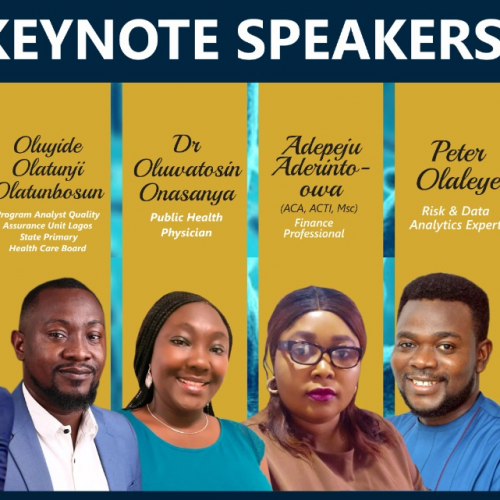 KEYNOTE SPEAKERS
Oluyide
Olatunji
Olatunbosun
Program Analyst Quality
Assurance Unit Lagos
State Primary
Health Care Board
Dr
Oluwatosin
Onasanya
Public Health
Physician
Adepeju
Aderinto-
owa
(ACA, ACTI, Msc)
Finance
Professional
Peter
Olaleye
Risk & Data
Analytics Expert